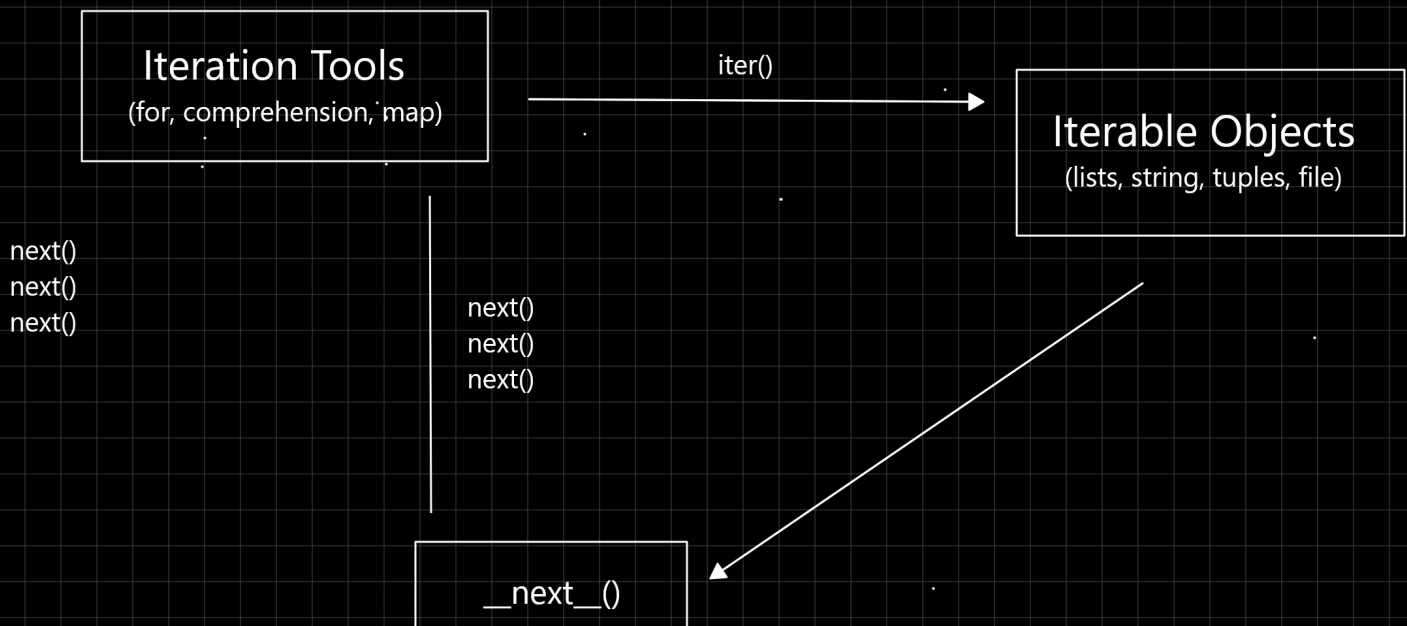 Iteration Tools
(for, comprehension, map)
iter()
Iterable Objects
(lists, string, tuples, file)
next()
next()
next()
next()
next()
next()
__next__()